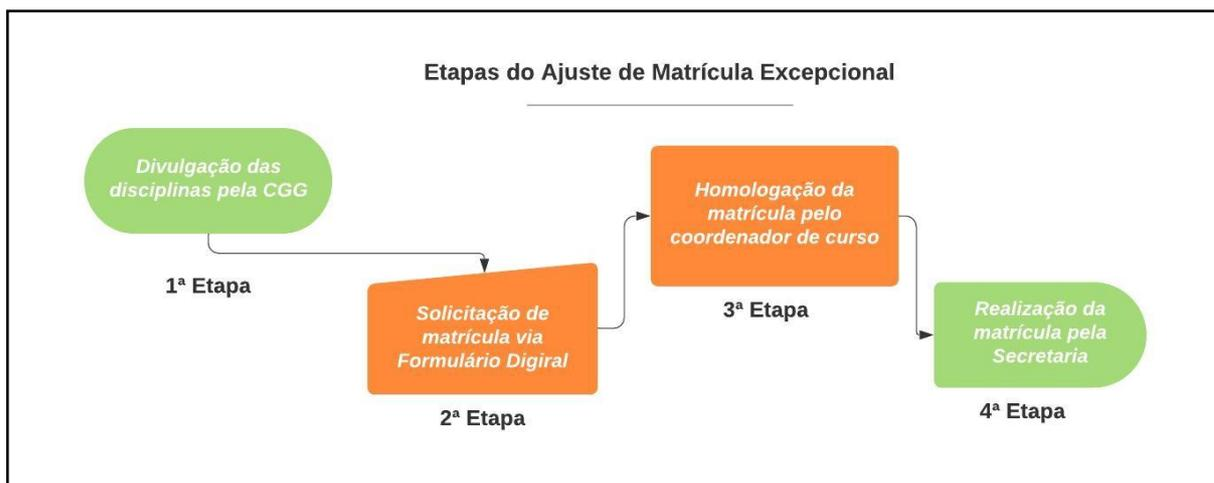 Etapas do Ajuste de Matrícula Excepcional
Divulgação das
disciplinas pela CGG
1ª Etapa
Solicitação de
matrícula via
Formulário Digiral
2ª Etapa
Homologação da
matrícula pelo
coordenador de curso
3ª Etapa
Realização da
matrícula pela
Secretaria
4ª Etapa